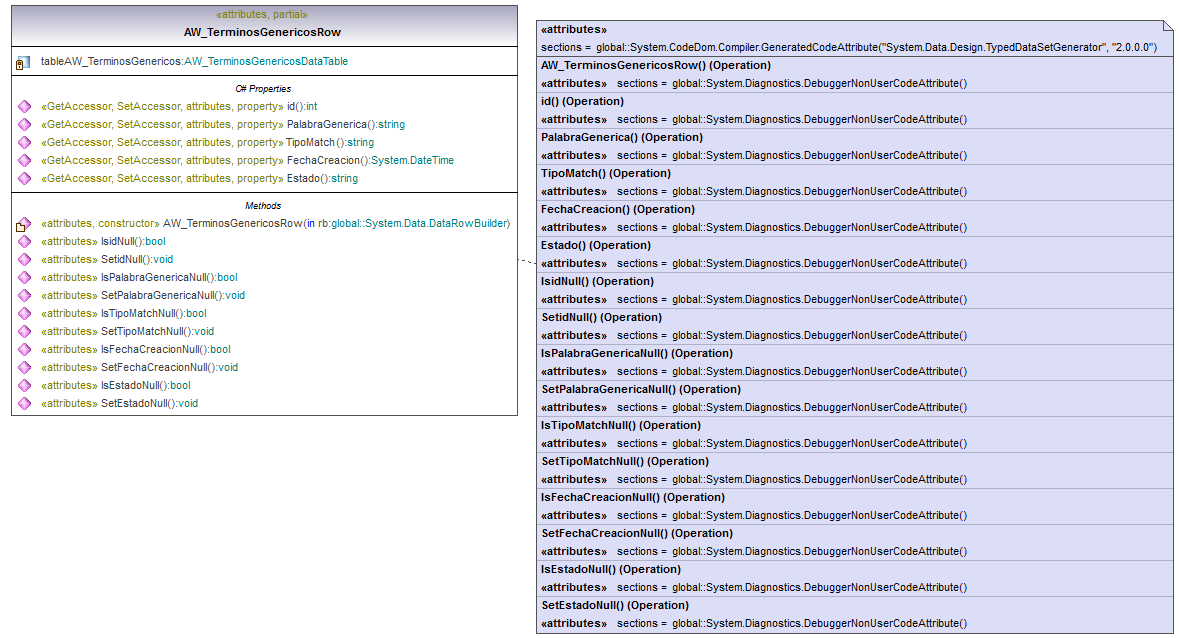 «attributes, partial»
AW_TerminosGenericosRow
tableAW_TerminosGenericos:AW_TerminosGenericosDataTable
C# Properties
«GetAccessor, SetAccessor, attributes, property» id():int
«GetAccessor, SetAccessor, attributes, property» PalabraGenerica():string
«GetAccessor, SetAccessor, attributes, property» TipoMatch():string
«GetAccessor, SetAccessor, attributes, property» FechaCreacion():System.DateTime
«GetAccessor, SetAccessor, attributes, property» Estado():string
Methods
«attributes, constructor» AW_TerminosGenericosRow(in rb:global::System.Data.DataRowBuilder)
«attributes» IsidNull():bool
«attributes» SetidNull():void
«attributes» IsPalabraGenericaNull():bool
«attributes» SetPalabraGenericaNull():void
«attributes» IsTipoMatchNull():bool
«attributes» SetTipoMatchNull():void
«attributes» IsFechaCreacionNull():bool
«attributes» SetFechaCreacionNull():void
«attributes» IsEstadoNull():bool
«attributes» SetEstadoNull():void
«attributes»
sections = global::System.CodeDom.Compiler.GeneratedCodeAttribute("System.Data.Design.TypedDataSetGenerator", "2.0.0.0")
AW_TerminosGenericosRow() (Operation)
«attributes» sections = global::System.Diagnostics.DebuggerNonUserCodeAttribute()
id() (Operation)
«attributes» sections = global::System.Diagnostics.DebuggerNonUserCodeAttribute()
PalabraGenerica() (Operation)
«attributes» sections = global::System.Diagnostics.DebuggerNonUserCodeAttribute()
TipoMatch() (Operation)
«attributes» sections = global::System.Diagnostics.DebuggerNonUserCodeAttribute()
FechaCreacion() (Operation)
«attributes» sections = global::System.Diagnostics.DebuggerNonUserCodeAttribute()
Estado() (Operation)
«attributes» sections = global::System.Diagnostics.DebuggerNonUserCodeAttribute()
IsidNull() (Operation)
«attributes» sections = global::System.Diagnostics.DebuggerNonUserCodeAttribute()
SetidNull() (Operation)
«attributes» sections = global::System.Diagnostics.DebuggerNonUserCodeAttribute()
IsPalabraGenericaNull() (Operation)
«attributes» sections = global::System.Diagnostics.DebuggerNonUserCodeAttribute()
SetPalabraGenericaNull() (Operation)
«attributes» sections = global::System.Diagnostics.DebuggerNonUserCodeAttribute()
IsTipoMatchNull() (Operation)
«attributes» sections = global::System.Diagnostics.DebuggerNonUserCodeAttribute()
SetTipoMatchNull() (Operation)
«attributes» sections = global::System.Diagnostics.DebuggerNonUserCodeAttribute()
IsFechaCreacionNull() (Operation)
«attributes» sections = global::System.Diagnostics.DebuggerNonUserCodeAttribute()
SetFechaCreacionNull() (Operation)
«attributes» sections = global::System.Diagnostics.DebuggerNonUserCodeAttribute()
IsEstadoNull() (Operation)
«attributes» sections = global::System.Diagnostics.DebuggerNonUserCodeAttribute()
SetEstadoNull() (Operation)
«attributes» sections = global::System.Diagnostics.DebuggerNonUserCodeAttribute()